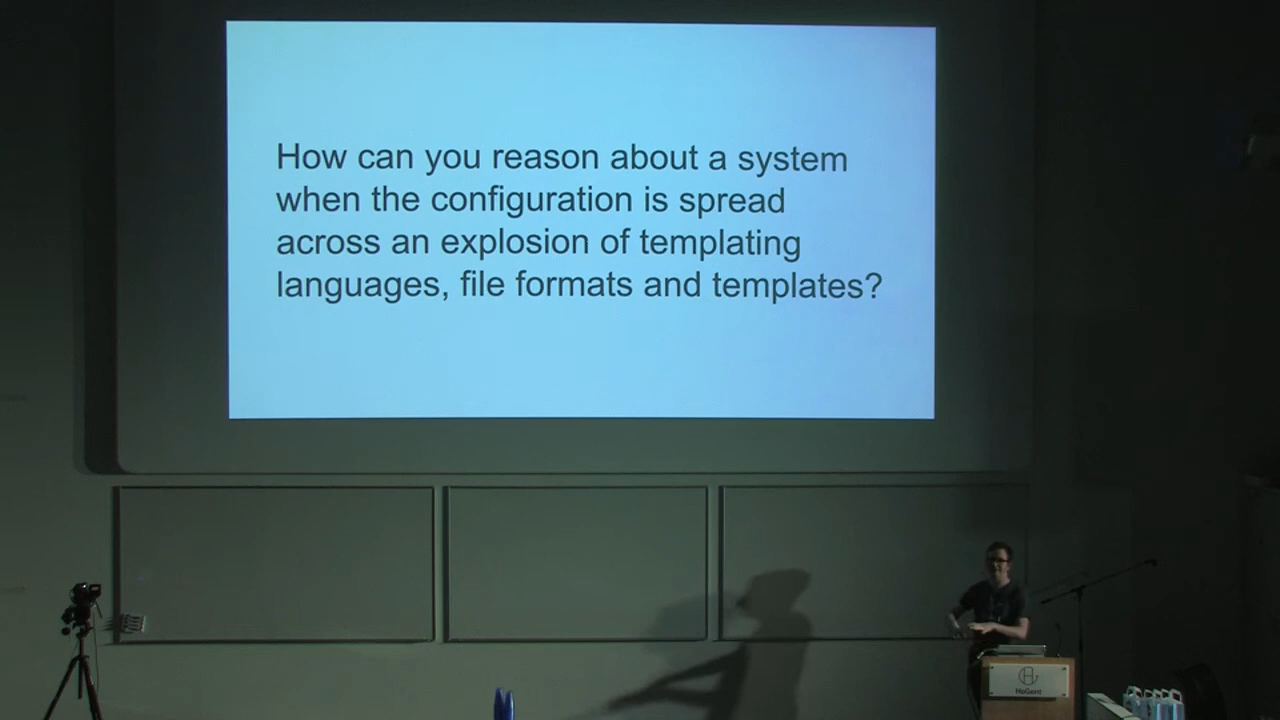 How can you reason about a system
when the configuration is spread
across an explosion of templating
languages, file formats and templates?
HoGent